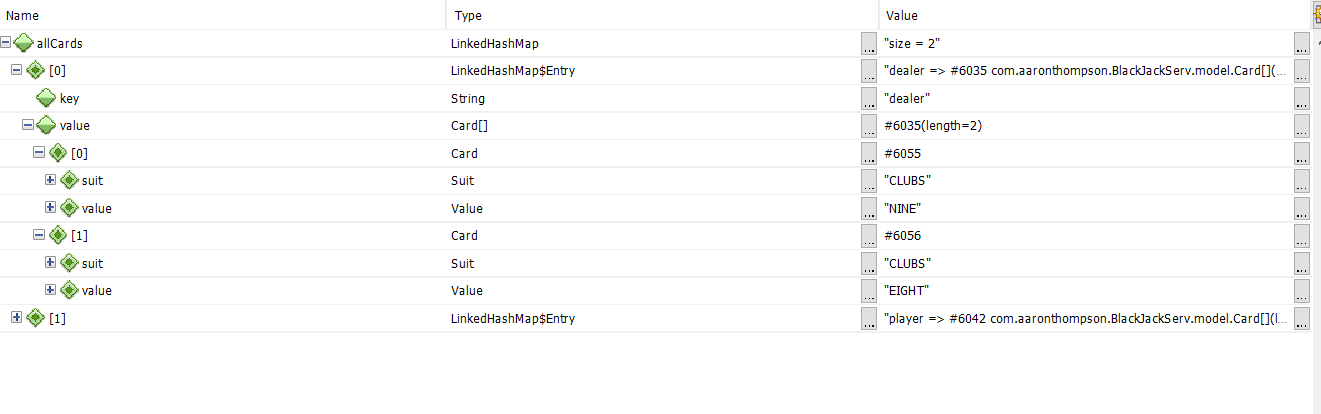 Name Type Value
allCards LinkedHashMap ... "size = 2"...
[0] LinkedHashMap$Entry ... "dealer => #6035 com.aaronthompson.BlackJackServ.model.Card[](... ...
key String ... "dealer" ...
value Card[] ... #6035(length=2) ...
[0] Card ... #6055 ...
suit Suit ... "CLUBS" ...
value Value ... "NINE" ...
[1] Card ... #6056 ...
suit Suit ... "CLUBS" ...
value Value ... "EIGHT" ...
[1] LinkedHashMap$Entry ... "player => #6042 com.aaronthompson.BlackJackServ.model.Card[](l... ...